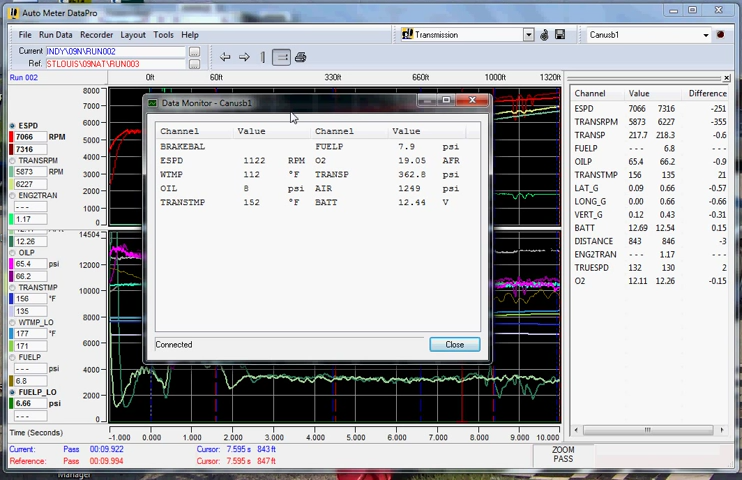 Auto Meter DataPro
File Run Data Recorder Layout Tools Help
Transmission
Canusb1
Current INDY\09N\RUN002 ...
Ref. STLOUIS\09NAT\RUN003 ...
Run 002
0ft 60ft 330ft 660ft 1000ft 1320ft
ESPD
7066 RPM
7316
TRANSRPM
5873
6227
ENG2TRAN
---
1.17
12.26
OILP
65.4 psi
66.2
TRANSTMP
156 °F
135
WTMP_LO
177 °F
171
FUELP
---
6.8
FUELP_LO
6.66 psi
---
8000
7000
6000
5000
4000
3000
2000
1000
0
14504
12000
10000
8000
6000
4000
2000
0
Data Monitor - Canusb1
Channel Value Channel Value
BRAKEBAL FUELP 7.9 psi
ESPD 1122 RPM O2 19.05 AFR
WTMP 112 °F TRANSP 362.8 psi
OIL 8 psi AIR 1249 psi
TRANSTMP 152 °F BATT 12.44 V
Connected
Close
Channel Value Difference
ESPD 7066 7316 -251
TRANSRPM 5873 6227 -355
TRANSP 217.7 218.3 -0.6
FUELP --- 6.8 ---
OILP 65.4 66.2 -0.9
TRANSTMP 156 135 21
LAT_G 0.09 0.66 -0.57
LONG_G 0.00 0.66 -0.66
VERT_G 0.12 0.43 -0.31
BATT 12.69 12.54 0.15
DISTANCE 843 846 -3
ENG2TRAN --- 1.17 ---
TRUESPD 132 130 2
O2 12.11 12.26 -0.15
Time (Seconds)
-1.000 0.000 1.000 2.000 3.000 4.000 5.000 6.000 7.000 8.000 9.000 10.000
Current: Pass 00:09.922 Cursor: 7.595 s 843 ft
Reference: Pass 00:09.994 Cursor: 7.595 s 847 ft
ZOOM
PASS
Manager